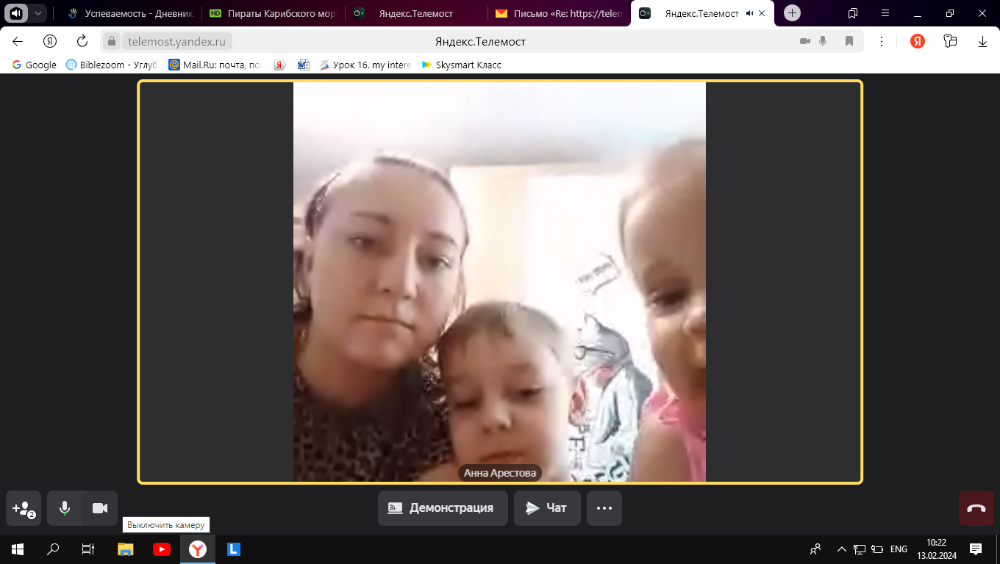 Успеваемость - Дневник.
Пираты Карибского мор
Яндекс.Телемост
Письмо «Re: https://telem
Яндекс.Телемост
telemost.yandex.ru
Яндекс.Телемост
Google
Biblezoom - Углуб
Mail.Ru: почта, по
Урок 16. my intere
Skysmart Класс
Анна Арестова
2
Демонстрация
Чат
Выключить камеру
ENG
10:22
13.02.2024